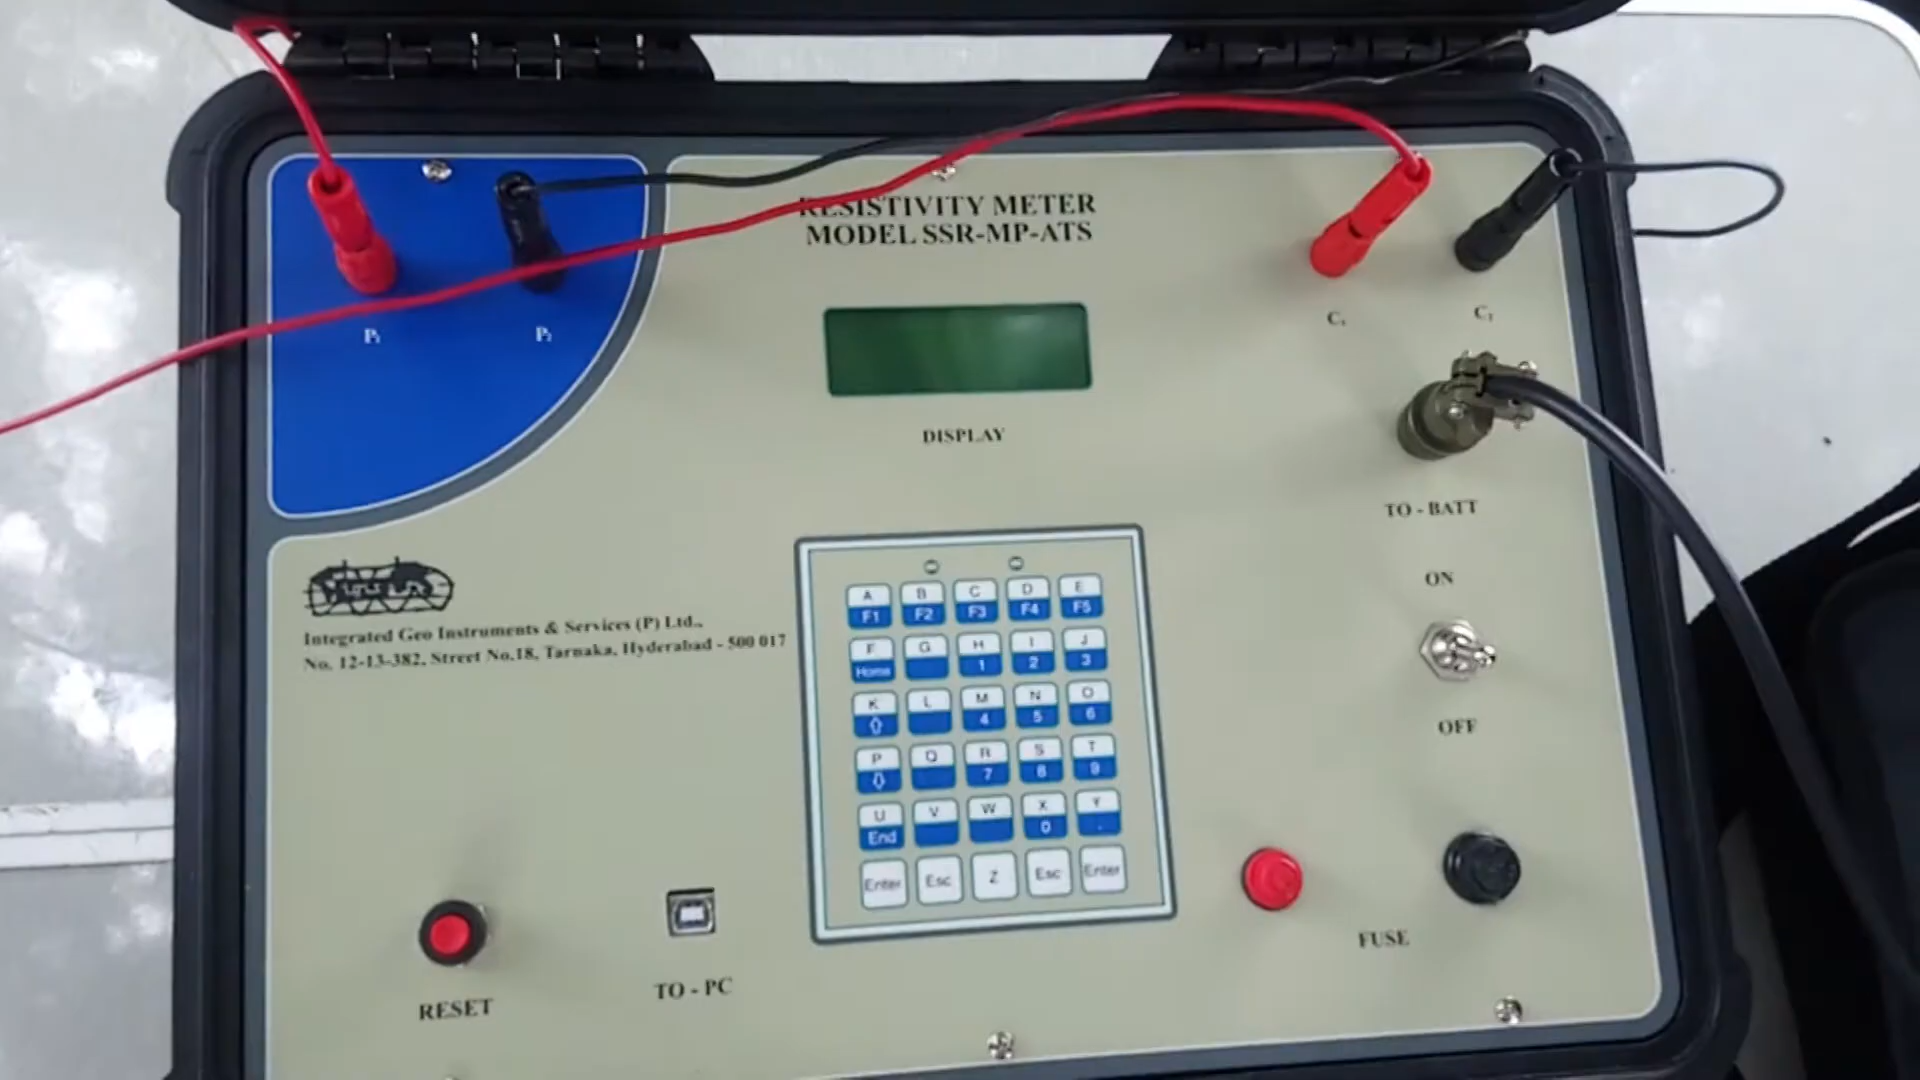 RESISTIVITY METER
MODEL SSR-MP-ATS
P₁
P₂
C₁
C₂
DISPLAY
TO - BATT
ON
OFF
Integrated Geo Instruments & Services (P) Ltd.,
No. 12-13-382, Street No.18, Tarnaka, Hyderabad - 500 017
A B C D E
F1 F2 F3 F4 F5
F G H I J
Home 1 2 3
K L M N O
⇧ 4 5 6
P Q R S T
⇩ 7 8 9
U V W X Y
End 0 .
Enter Esc Z Esc Enter
RESET
TO - PC
FUSE